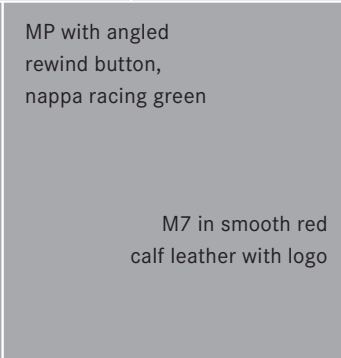 MP with angled
rewind button,
nappa racing green
M7 in smooth red
calf leather with logo